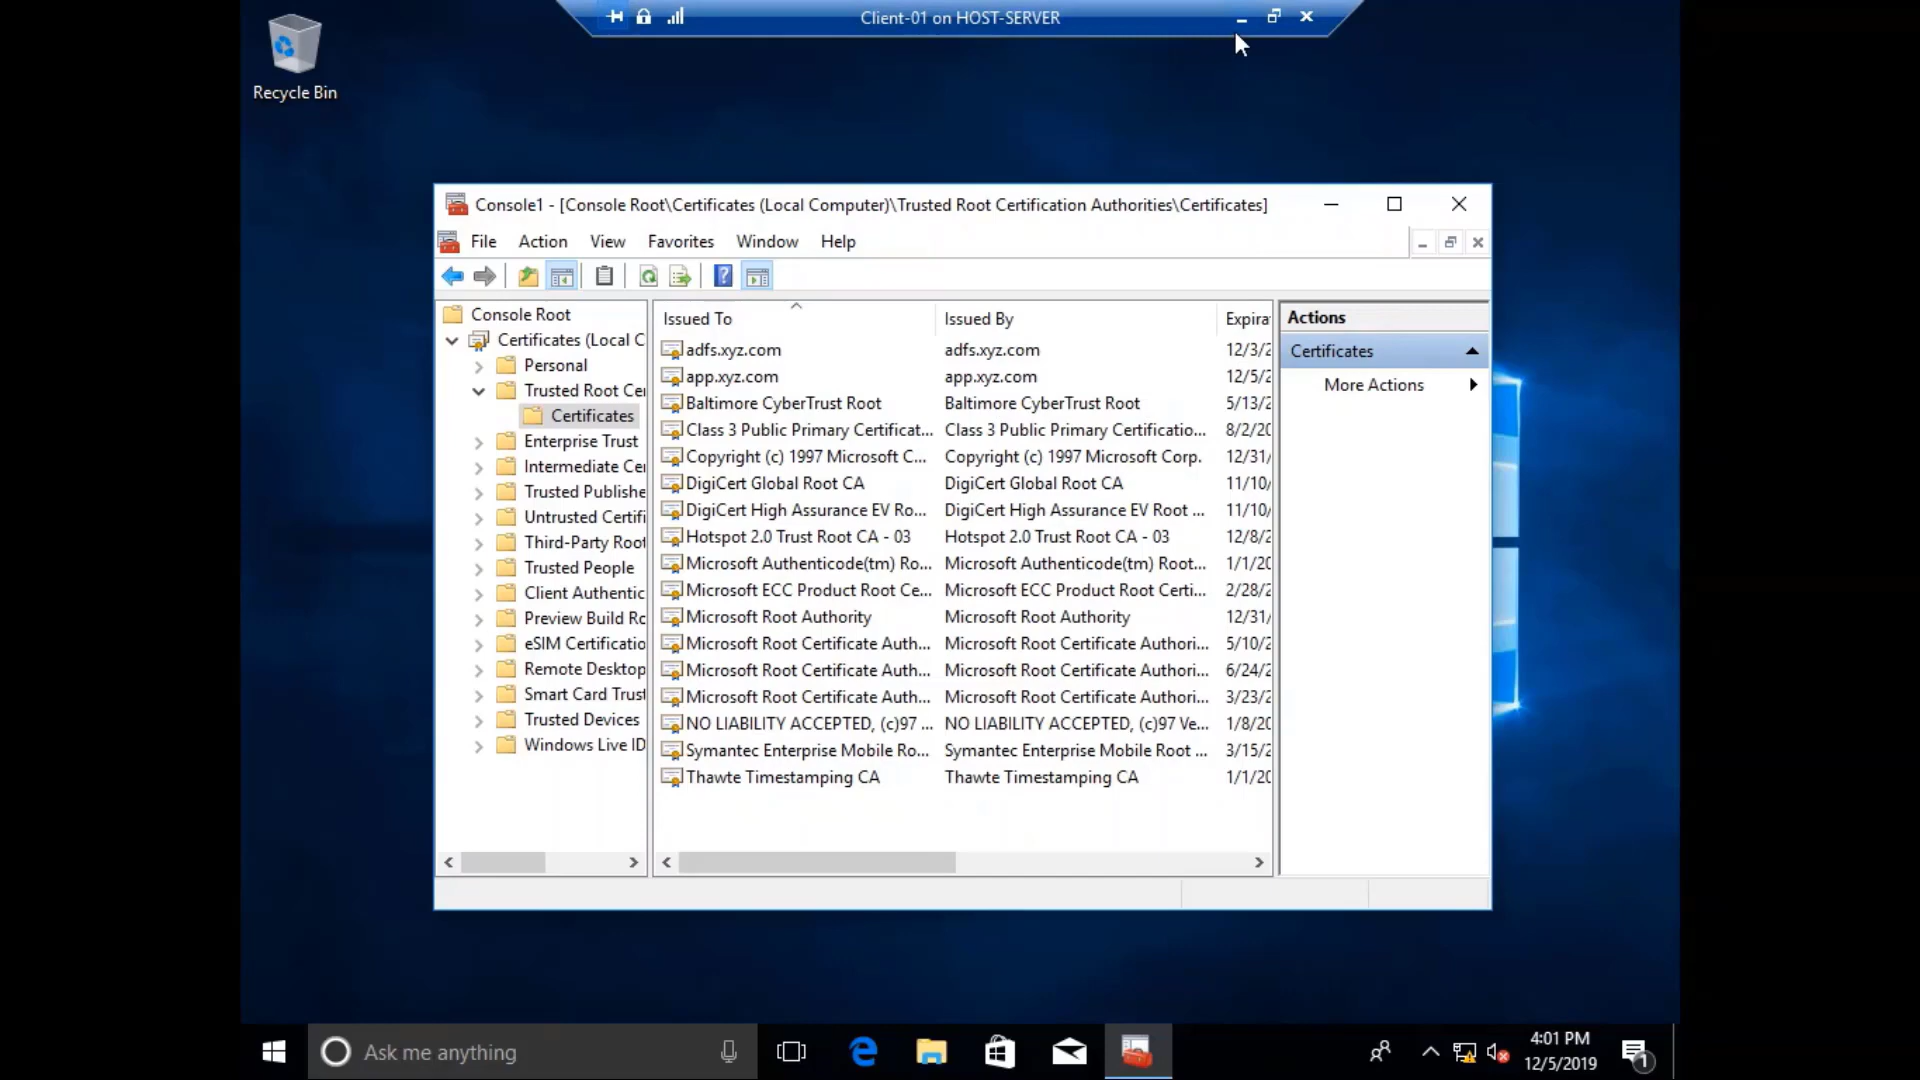 Client-01 on HOST-SERVER
Recycle Bin
Console1 - [Console Root\Certificates (Local Computer)\Trusted Root Certification Authorities\Certificates]
File Action View Favorites Window Help
Console Root
Certificates (Local C
Personal
Trusted Root Cer
Certificates
Enterprise Trust
Intermediate Cer
Trusted Publishe
Untrusted Certifi
Third-Party Root
Trusted People
Client Authentic
Preview Build Ro
eSIM Certificatio
Remote Desktop
Smart Card Trust
Trusted Devices
Windows Live ID
Issued To Issued By Expira
adfs.xyz.com adfs.xyz.com 12/3/2
app.xyz.com app.xyz.com 12/5/2
Baltimore CyberTrust Root Baltimore CyberTrust Root 5/13/2
Class 3 Public Primary Certificat... Class 3 Public Primary Certificatio... 8/2/20
Copyright (c) 1997 Microsoft C... Copyright (c) 1997 Microsoft Corp. 12/31/
DigiCert Global Root CA DigiCert Global Root CA 11/10/
DigiCert High Assurance EV Ro... DigiCert High Assurance EV Root ... 11/10/
Hotspot 2.0 Trust Root CA - 03 Hotspot 2.0 Trust Root CA - 03 12/8/2
Microsoft Authenticode(tm) Ro... Microsoft Authenticode(tm) Root... 1/1/20
Microsoft ECC Product Root Ce... Microsoft ECC Product Root Certi... 2/28/2
Microsoft Root Authority Microsoft Root Authority 12/31/
Microsoft Root Certificate Auth... Microsoft Root Certificate Authori... 5/10/2
Microsoft Root Certificate Auth... Microsoft Root Certificate Authori... 6/24/2
Microsoft Root Certificate Auth... Microsoft Root Certificate Authori... 3/23/2
NO LIABILITY ACCEPTED, (c)97 ... NO LIABILITY ACCEPTED, (c)97 Ve... 1/8/20
Symantec Enterprise Mobile Ro... Symantec Enterprise Mobile Root ... 3/15/2
Thawte Timestamping CA Thawte Timestamping CA 1/1/20
Actions
Certificates
More Actions
Ask me anything
4:01 PM
12/5/2019
1